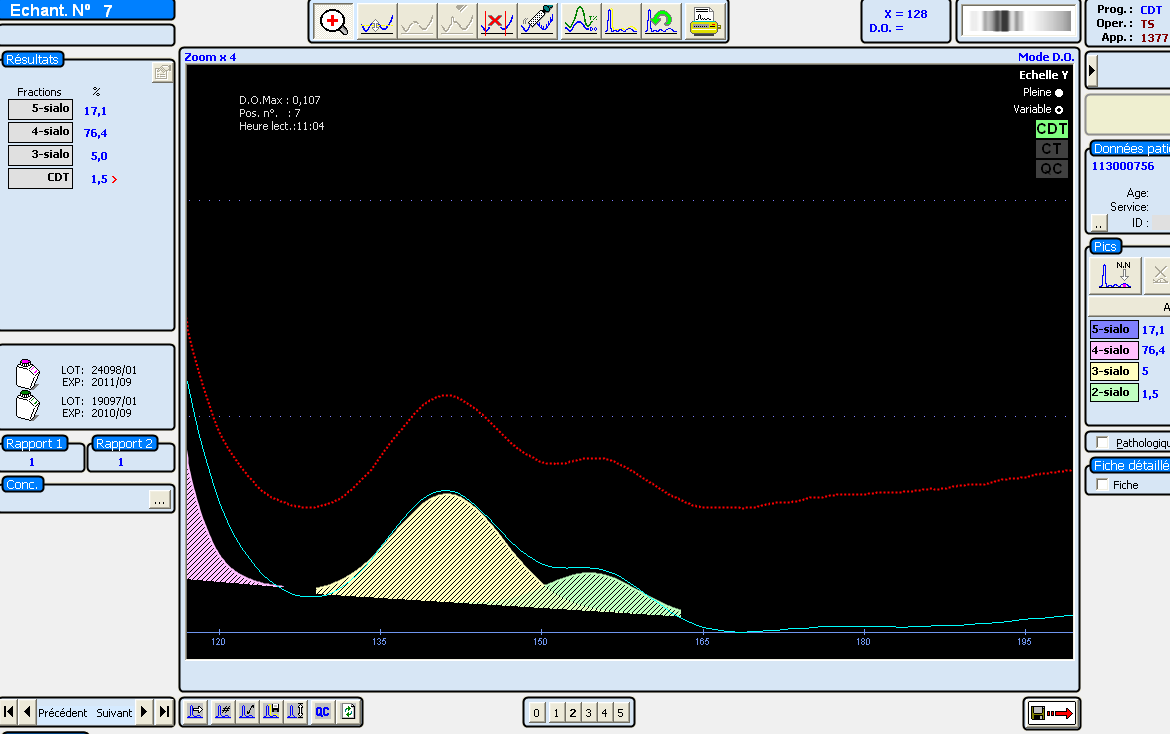 Echant. N° 7
X = 128
D.O. =
Prog.: CDT
Oper.: TS
App.: 1377
Résultats
Fractions %
5-sialo 17,1
4-sialo 76,4
3-sialo 5,0
CDT 1,5 >
LOT: 24098/01
EXP: 2011/09
LOT: 19097/01
EXP: 2010/09
Rapport 1 Rapport 2
1 1
Conc.
...
Zoom x 4 Mode D.O.
Echelle Y
Pleine
Variable
CDT
CT
QC
D.O.Max : 0,107
Pos. n°. : 7
Heure lect.:11:04
120 135 150 165 180 195
Données pati
113000756
Age:
Service:
.. ID :
Pics
N.N
A
5-sialo 17,1
4-sialo 76,4
3-sialo 5
2-sialo 1,5
Pathologiqu
Fiche détaillé
Fiche
Précédent Suivant
QC
0 1 2 3 4 5